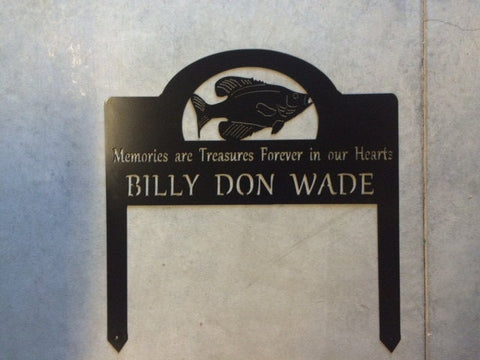 Memories are Treasures Forever in our Hearts
BILLY DON WADE